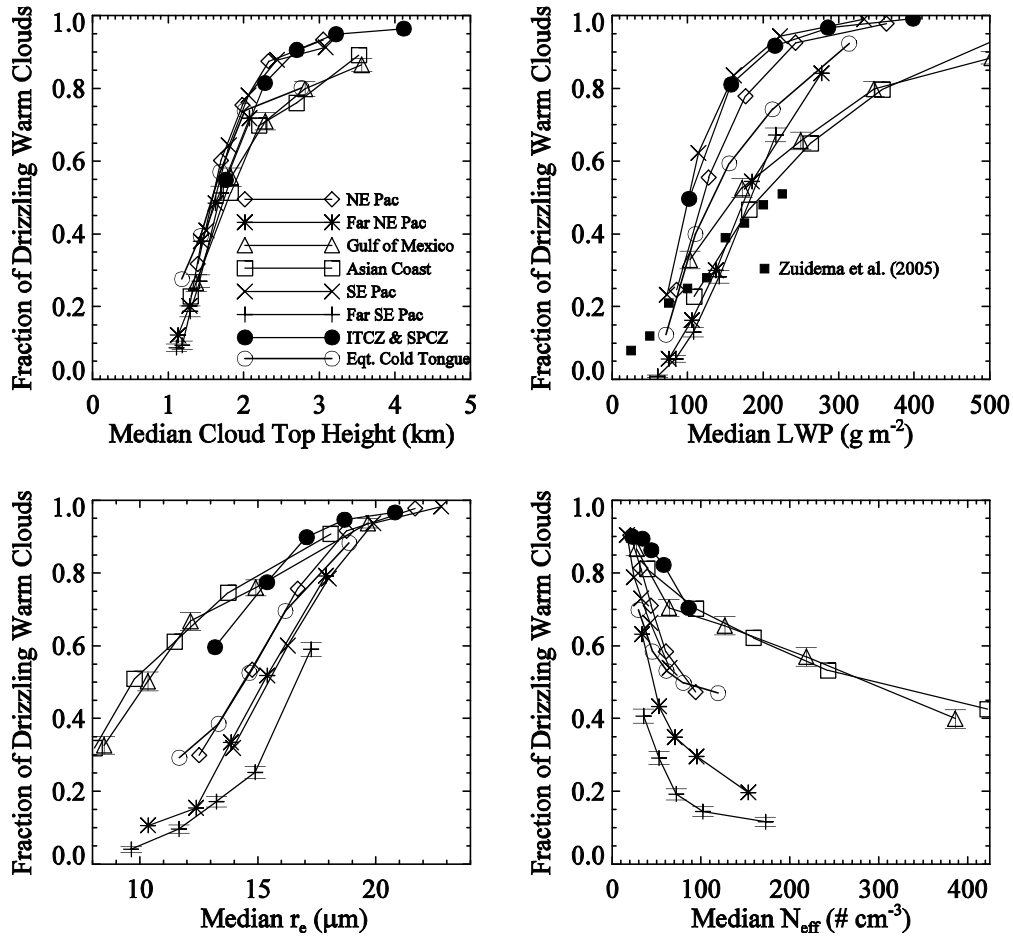 Fraction of Drizzling Warm Clouds
1.0
0.8
0.6
0.4
0.2
0.0
NE Pac
Far NE Pac
Gulf of Mexico
Asian Coast
SE Pac
Far SE Pac
ITCZ & SPCZ
Eqt. Cold Tongue
0 1 2 3 4 5
Median Cloud Top Height (km)
Fraction of Drizzling Warm Clouds
1.0
0.8
0.6
0.4
0.2
0.0
Zuidema et al. (2005)
0 100 200 300 400 500
Median LWP (g m⁻²)
Fraction of Drizzling Warm Clouds
1.0
0.8
0.6
0.4
0.2
0.0
10 15 20
Median rₑ (μm)
Fraction of Drizzling Warm Clouds
1.0
0.8
0.6
0.4
0.2
0.0
0 100 200 300 400
Median Neff (# cm⁻³)